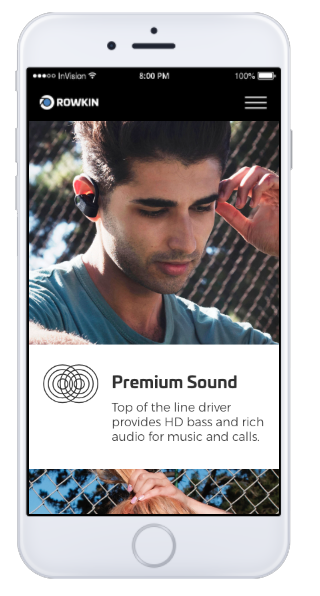 InVision
8:00 PM
100%
ROWKIN
Premium Sound
Top of the line driver
provides HD bass and rich
audio for music and calls.